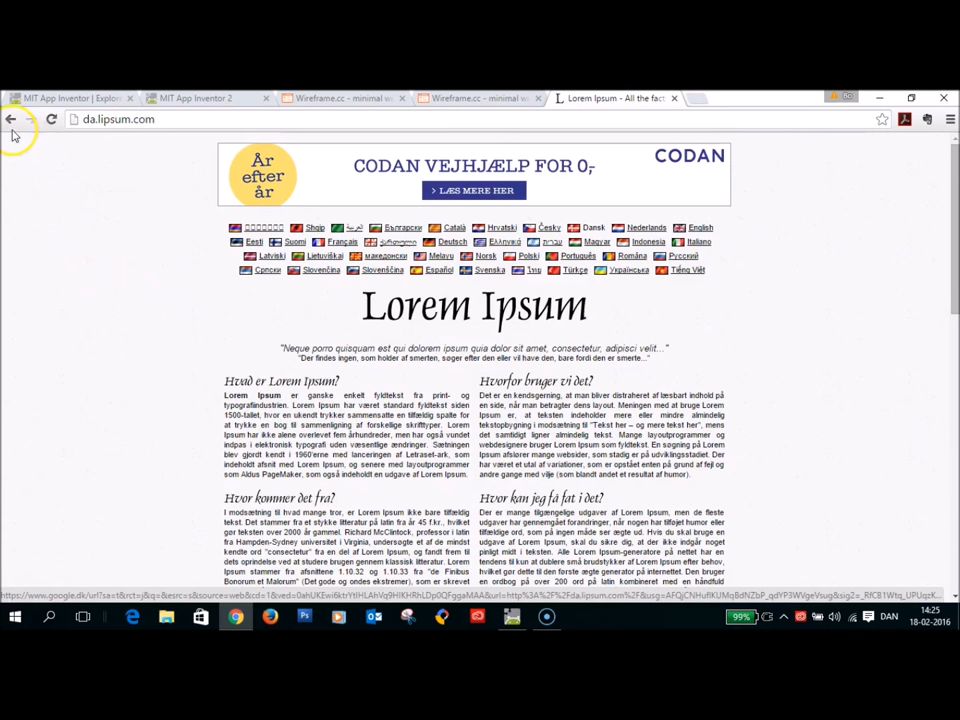 MIT App Inventor | Explore
MIT App Inventor 2
Wireframe.cc - minimal w
Wireframe.cc - minimal w
Lorem Ipsum - All the fact
Bo
da.lipsum.com
År
efter
år
CODAN VEJHJÆLP FOR 0,-
> LÆS MERE HER
CODAN
Shqip العربية Български Català Hrvatski Česky Dansk Nederlands English
Eesti Suomi Français ქართული Deutsch Ελληνικά עברית Magyar Indonesia Italiano
Latviski Lietuviškai македонски Melayu Norsk Polski Português Româna Русский
Српски Slovenčina Slovenščina Español Svenska ไทย Türkçe Українська Tiếng Việt
Lorem Ipsum
"Neque porro quisquam est qui dolorem ipsum quia dolor sit amet, consectetur, adipisci velit..."
"Der findes ingen, som holder af smerten, søger efter den eller vil have den, bare fordi den er smerte..."
Hvad er Lorem Ipsum?
Lorem Ipsum er ganske enkelt fyldtekst fra print- og
typografiindustrien. Lorem Ipsum har været standard fyldtekst siden
1500-tallet, hvor en ukendt trykker sammensatte en tilfældig spalte for
at trykke en bog til sammenligning af forskellige skrifttyper. Lorem
Ipsum har ikke alene overlevet fem århundreder, men har også vundet
indpas i elektronisk typografi uden væsentlige ændringer. Sætningen
blev gjordt kendt i 1960'erne med lanceringen af Letraset-ark, som
indeholdt afsnit med Lorem Ipsum, og senere med layoutprogrammer
som Aldus PageMaker, som også indeholdt en udgave af Lorem Ipsum.
Hvorfor bruger vi det?
Det er en kendsgerning, at man bliver distraheret af læsbart indhold på
en side, når man betragter dens layout. Meningen med at bruge Lorem
Ipsum er, at teksten indeholder mere eller mindre almindelig
tekstopbygning i modsætning til "Tekst her – og mere tekst her", mens
det samtidigt ligner almindelig tekst. Mange layoutprogrammer og
webdesignere bruger Lorem Ipsum som fyldtekst. En søgning på Lorem
Ipsum afslører mange websider, som stadig er på udviklingsstadiet. Der
har været et utal af variationer, som er opstået enten på grund af fejl og
andre gange med vilje (som blandt andet et resultat af humor).
Hvor kommer det fra?
I modsætning til hvad mange tror, er Lorem Ipsum ikke bare tilfældig
tekst. Det stammer fra et stykke litteratur på latin fra år 45 f.kr., hvilket
gør teksten over 2000 år gammel. Richard McClintock, professor i latin
fra Hampden-Sydney universitet i Virginia, undersøgte et af de mindst
kendte ord "consectetur" fra en del af Lorem Ipsum, og fandt frem til
dets oprindelse ved at studere brugen gennem klassisk litteratur. Lorem
Ipsum stammer fra afsnittene 1.10.32 og 1.10.33 fra "de Finibus
Bonorum et Malorum" (Det gode og ondes ekstremer), som er skrevet
Hvor kan jeg få fat i det?
Der er mange tilgængelige udgaver af Lorem Ipsum, men de fleste
udgaver har gennemgået forandringer, når nogen har tilføjet humor eller
tilfældige ord, som på ingen måde ser ægte ud. Hvis du skal bruge en
udgave af Lorem Ipsum, skal du sikre dig, at der ikke indgår noget
pinligt midt i teksten. Alle Lorem Ipsum-generatore på nettet har en
tendens til kun at dublere små brudstykker af Lorem Ipsum efter behov,
hvilket gør dette til den første ægte generator på internettet. Den bruger
en ordbog på over 200 ord på latin kombineret med en håndfuld
99%
DAN
14:25
18-02-2016